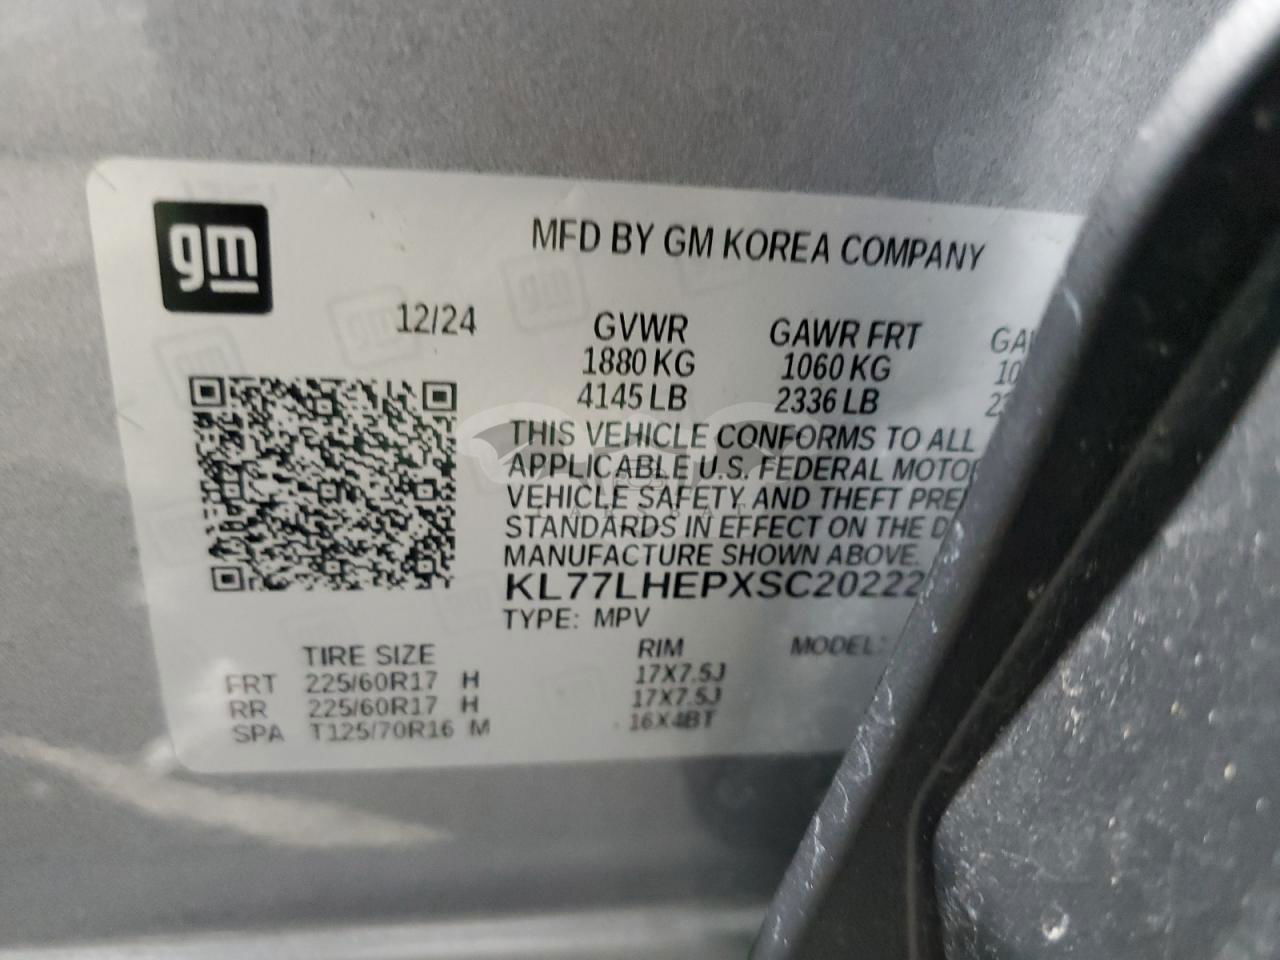 gm
MFD BY GM KOREA COMPANY
12/24
GVWR GAWR FRT
1880 KG 1060 KG
4145 LB 2336 LB
THIS VEHICLE CONFORMS TO ALL
APPLICABLE U.S. FEDERAL
VEHICLE SAFETY AND THEFT
STANDARDS IN EFFECT ON THE
MANUFACTURE SHOWN ABOVE.
KL77LHEPXSC20222
TYPE: MPV
TIRE SIZE RIM MODEL:
FRT 225/60R17 H 17X7.5J
RR 225/60R17 H 17X7.5J
SPA T125/70R16 M 16X4BT